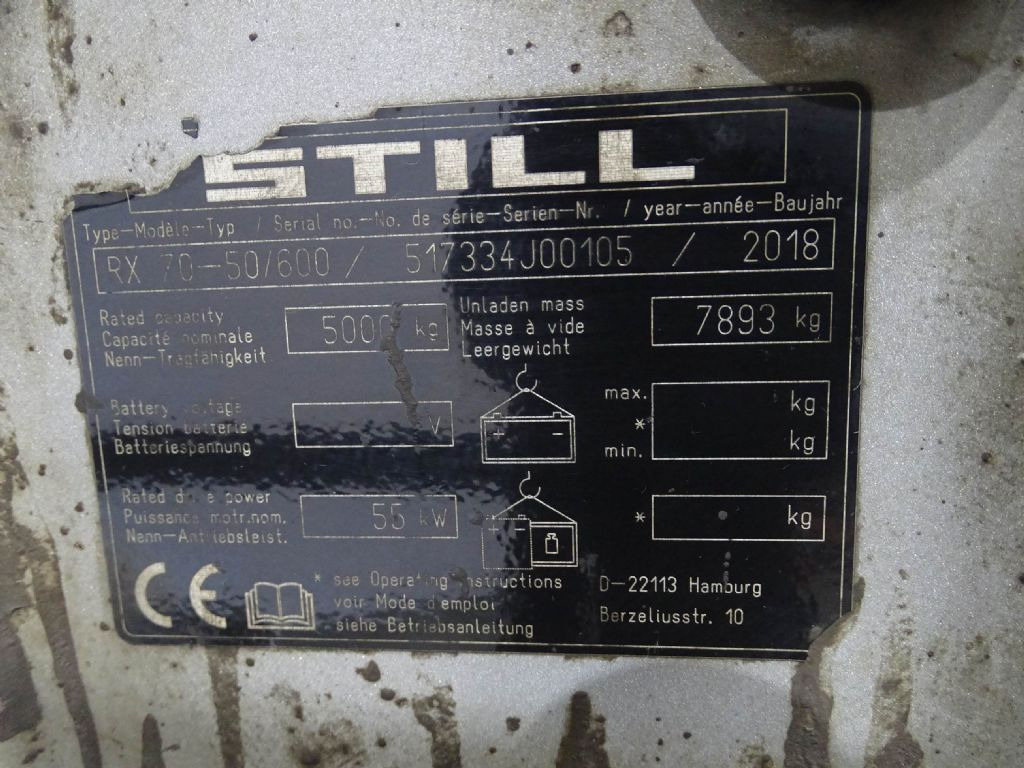 STILL
Type-Modèle-Typ / Serial no.-No. de série-Serien-Nr. / year-année-Baujahr
RX 70-50/600 / 517334J00105 / 2018
Rated capacity
Capacité nominale
Nenn-Tragfähigkeit
5000 kg
Unladen mass
Masse à vide
Leergewicht
7893 kg
Battery voltage
Tension batterie
Batteriespannung
V
+ -
max. kg
*
min. kg
Rated drive power
Puissance motr.nom.
Nenn-Antriebsleist.
55 kW
+ -
* kg
CE
* see Operating instructions
voir Mode d'emploi
siehe Betriebsanleitung
D-22113 Hamburg
Berzeliusstr. 10